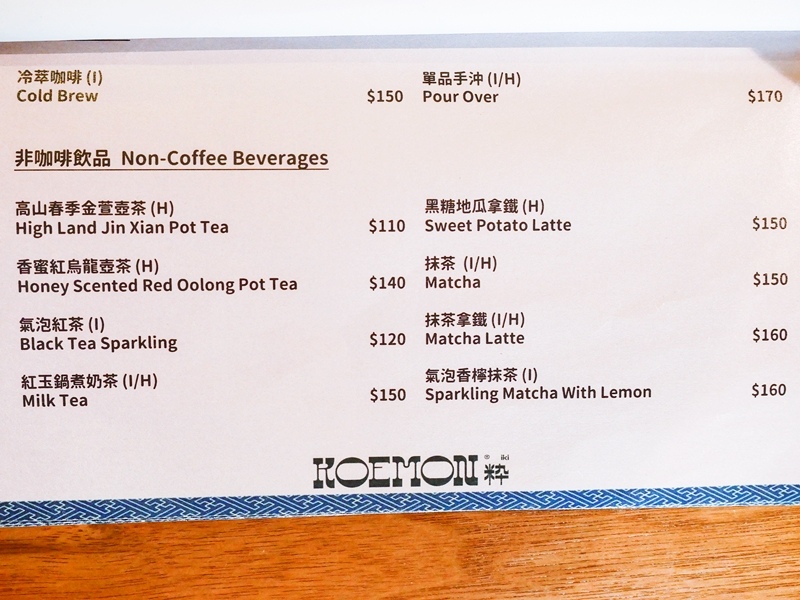 冷萃咖啡 (I)
Cold Brew $150
單品手沖 (I/H)
Pour Over $170
非咖啡飲品 Non-Coffee Beverages
高山春季金萱壺茶 (H)
High Land Jin Xian Pot Tea $110
香蜜紅烏龍壺茶 (H)
Honey Scented Red Oolong Pot Tea $140
氣泡紅茶 (I)
Black Tea Sparkling $120
紅玉鍋煮奶茶 (I/H)
Milk Tea $150
黑糖地瓜拿鐵 (H)
Sweet Potato Latte $150
抹茶 (I/H)
Matcha $150
抹茶拿鐵 (I/H)
Matcha Latte $160
氣泡香檸抹茶 (I)
Sparkling Matcha With Lemon $160
KOEMON ® iki 粋